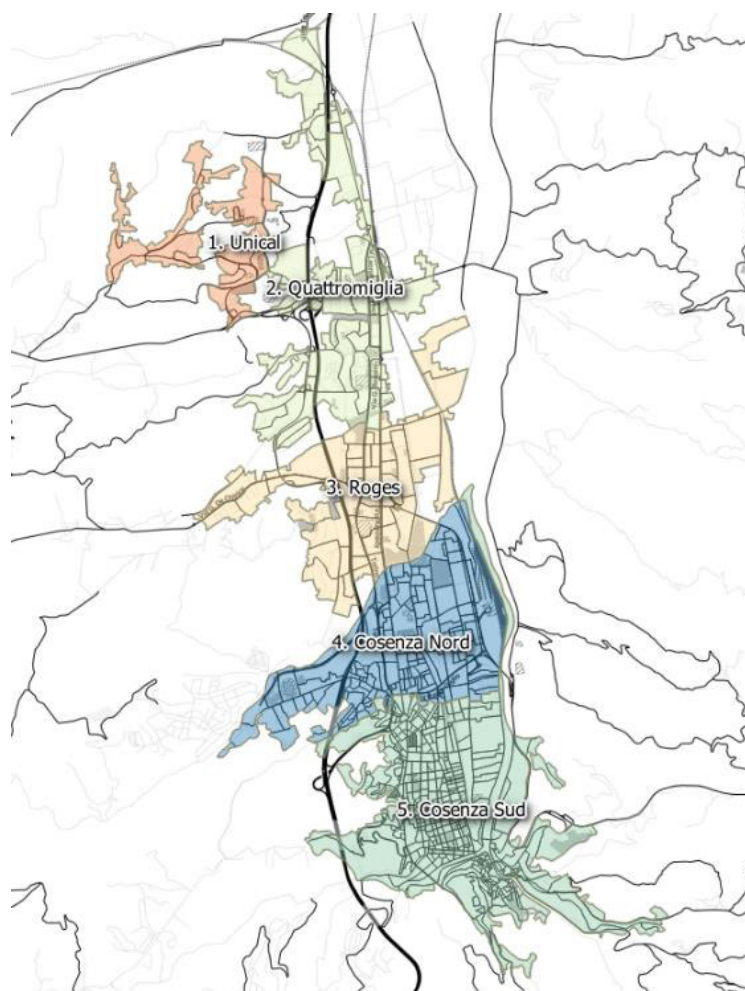 1. Unical
2. Quattromiglia
3. Roges
4. Cosenza Nord
5. Cosenza Sud